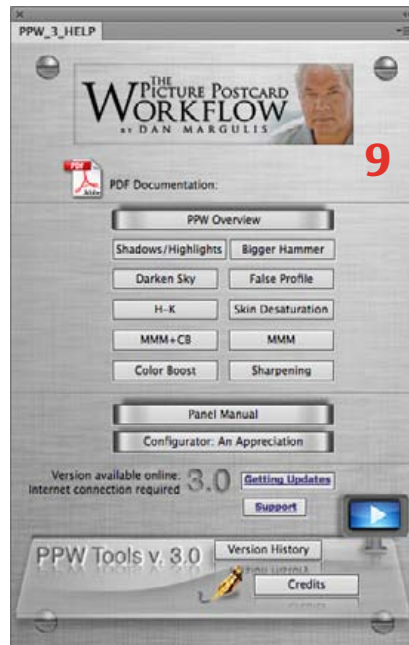 PPW_3_HELP
THE
PICTURE POSTCARD
WORKFLOW
BY DAN MARGULIS
9
PDF
Adobe
PDF Documentation:
PPW Overview
Shadows/Highlights Bigger Hammer
Darken Sky False Profile
H-K Skin Desaturation
MMM+CB MMM
Color Boost Sharpening
Panel Manual
Configurator: An Appreciation
Version available online: 3.0 Getting Updates
Internet connection required
Support
PPW Tools v. 3.0 Version History
Credits